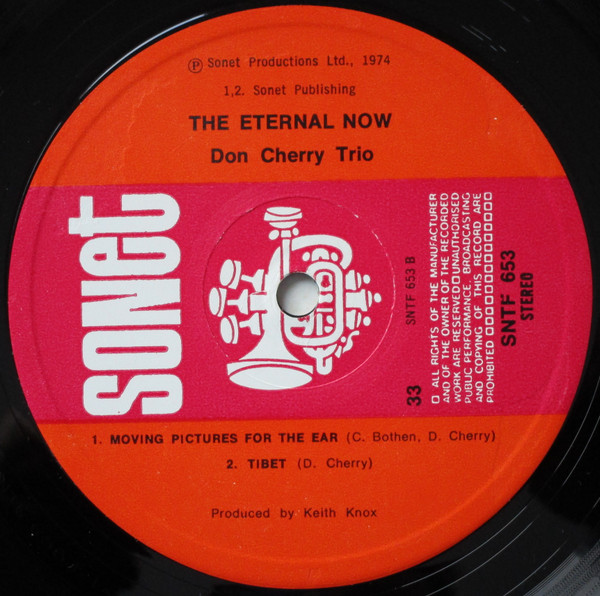 ℗ Sonet Productions Ltd., 1974
1,2. Sonet Publishing
THE ETERNAL NOW
Don Cherry Trio
sonet
SNTF 653 B
33
□ ALL RIGHTS OF THE MANUFACTURER
AND OF THE OWNER OF THE RECORDED
WORK ARE RESERVED□UNAUTHORISED
PUBLIC PERFORMANCE, BROADCASTING
AND COPYING OF THIS RECORD ARE
PROHIBITED □□□□□□□□□□□□□□□
SNTF 653
STEREO
1. MOVING PICTURES FOR THE EAR (C. Bothen, D. Cherry)
2. TIBET (D. Cherry)
Produced by Keith Knox